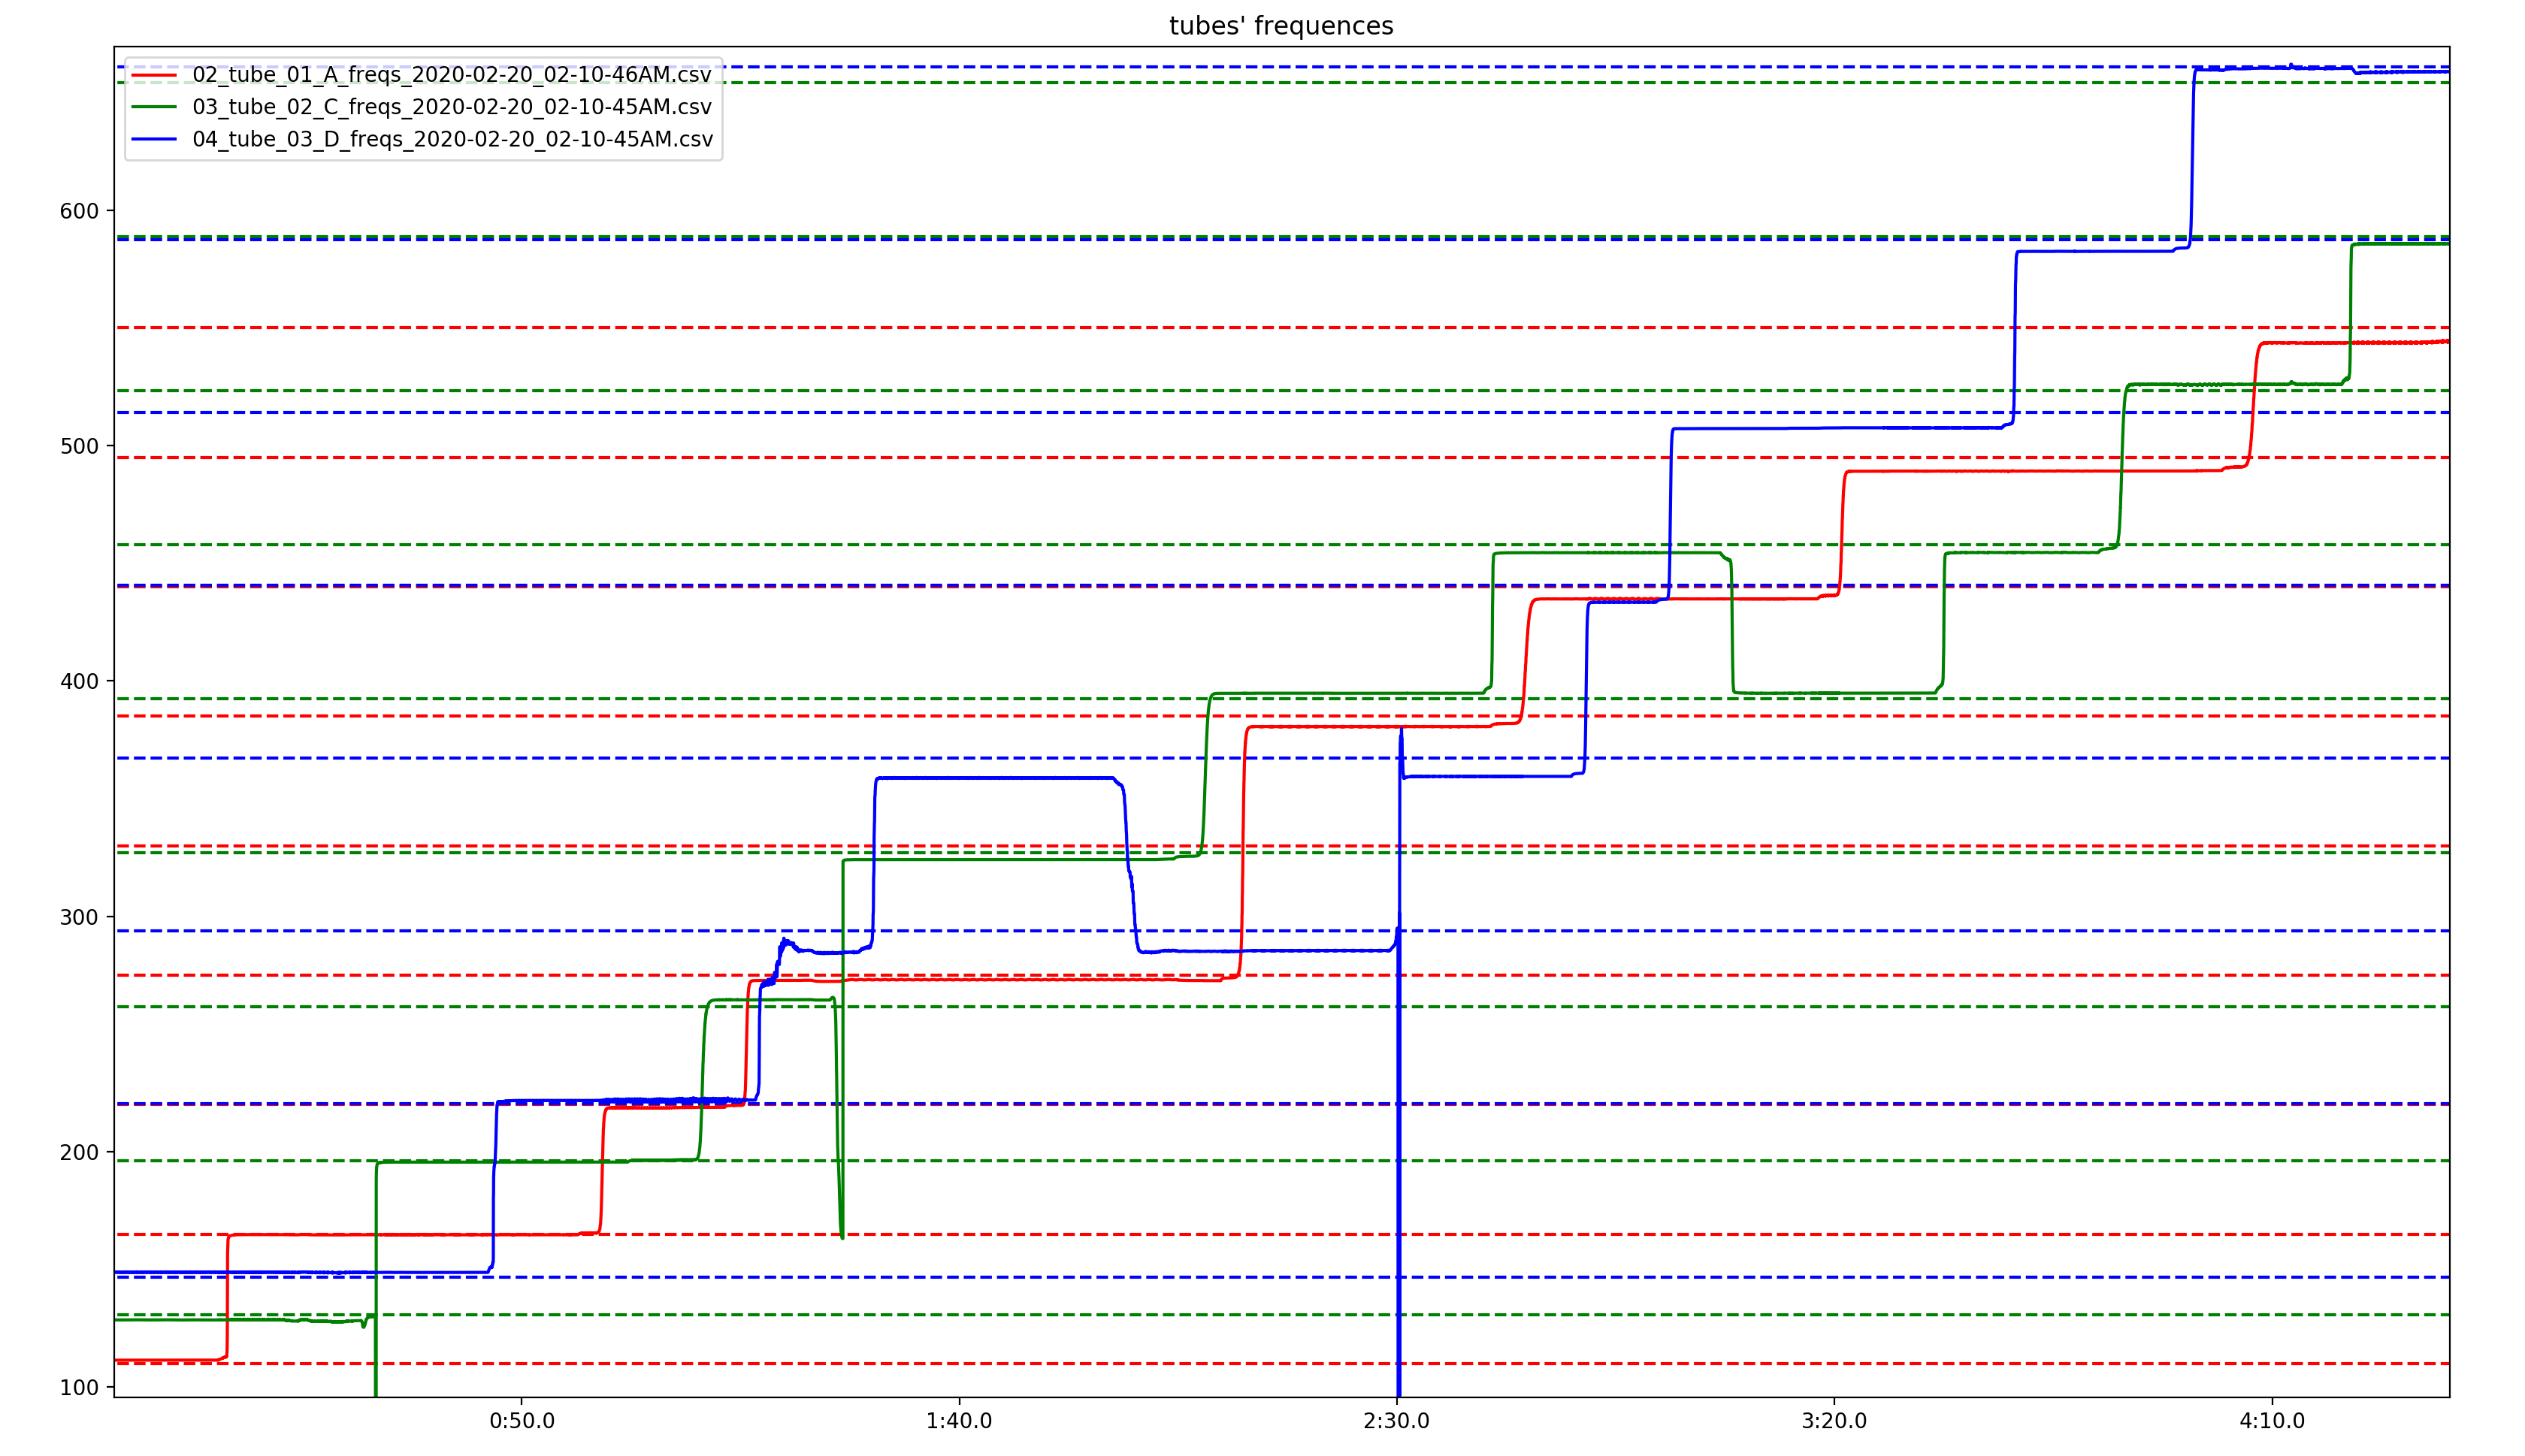 tubes' frequences
02_tube_01_A_freqs_2020-02-20_02-10-46AM.csv
03_tube_02_C_freqs_2020-02-20_02-10-45AM.csv
04_tube_03_D_freqs_2020-02-20_02-10-45AM.csv
600
500
400
300
200
100
0:50.0
1:40.0
2:30.0
3:20.0
4:10.0